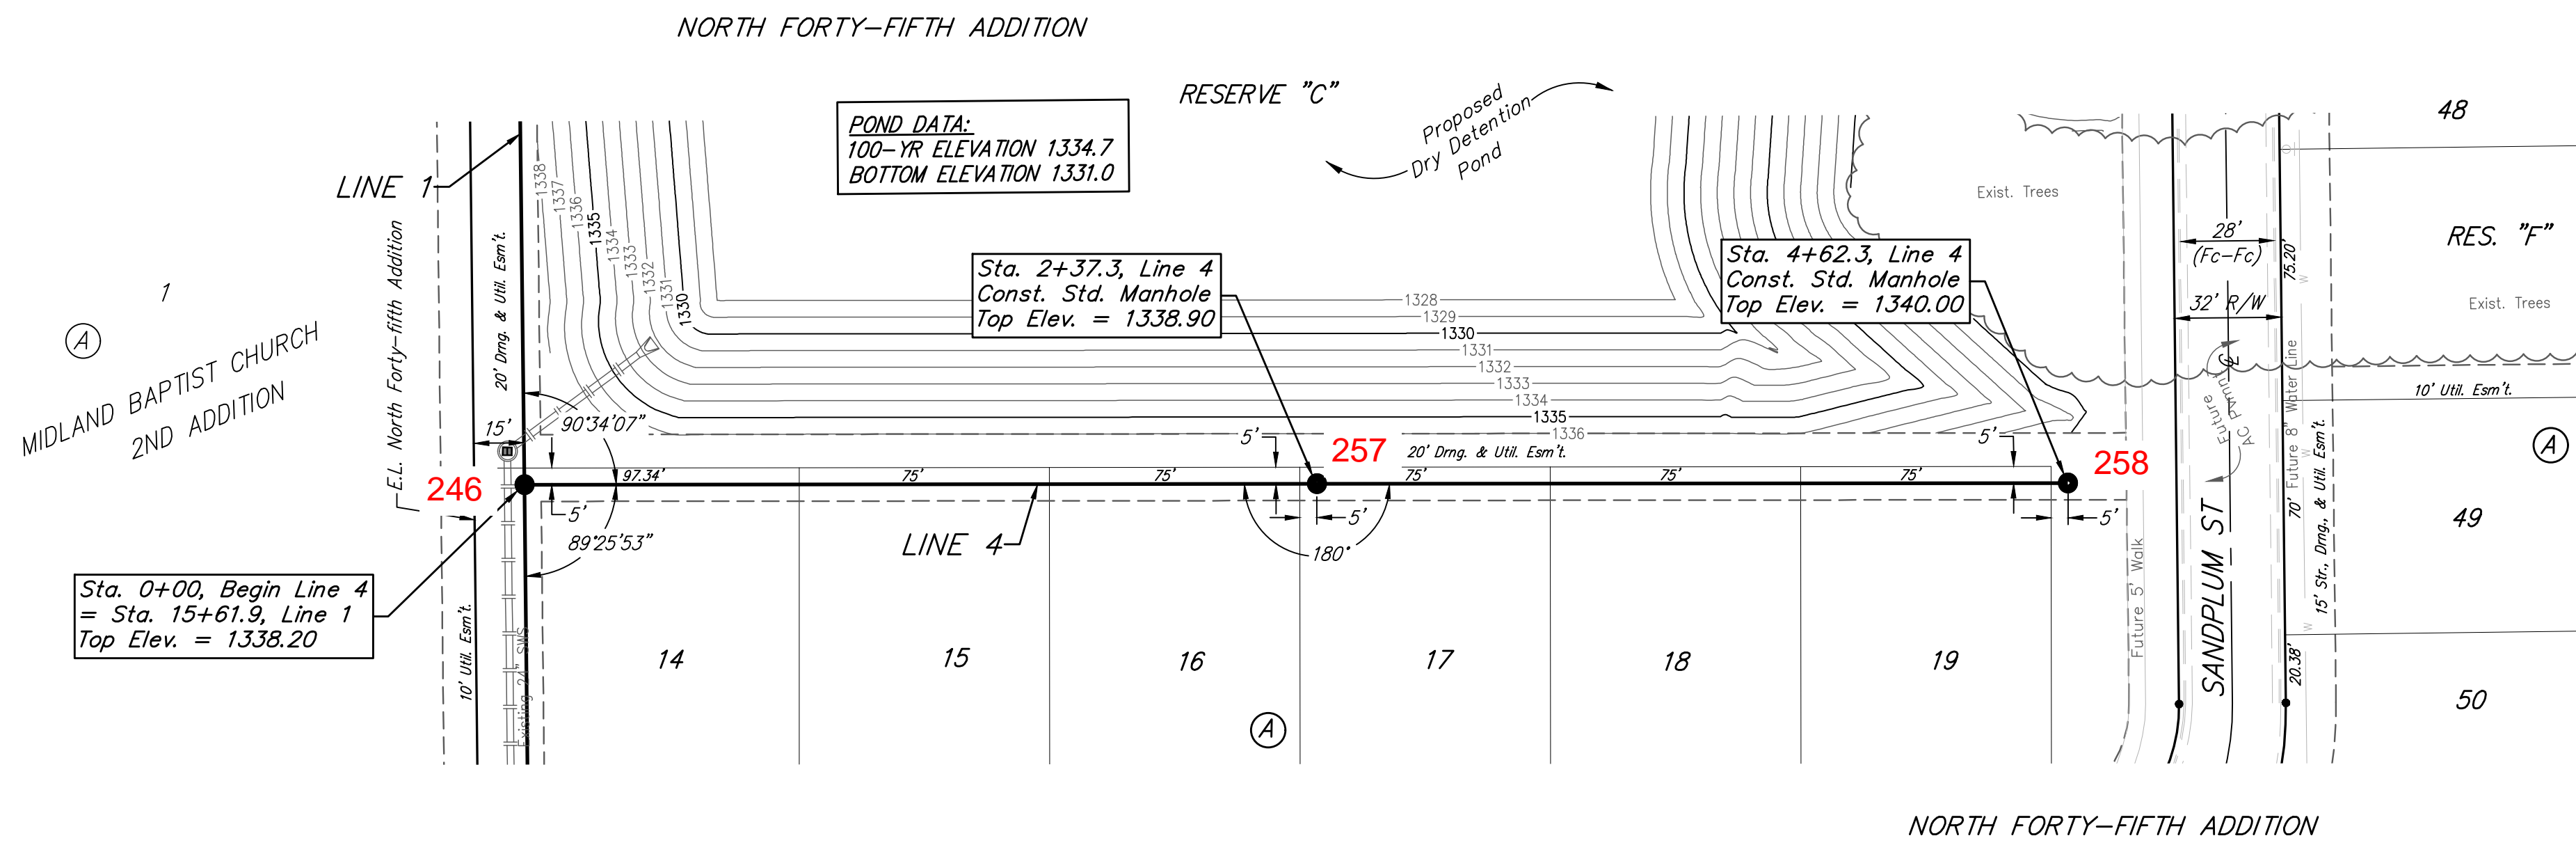 NORTH FORTY-FIFTH ADDITION
RESERVE "C"
Proposed
Dry Detention
Pond
POND DATA:
100-YR ELEVATION 1334.7
BOTTOM ELEVATION 1331.0
LINE 1
E.L. North Forty-fifth Addition
20' Drng. & Util. Esm't.
1338
1337
1336
1335
1334
1333
1332
1331
1330
1
A
MIDLAND BAPTIST CHURCH
2ND ADDITION
Sta. 2+37.3, Line 4
Const. Std. Manhole
Top Elev. = 1338.90
Sta. 4+62.3, Line 4
Const. Std. Manhole
Top Elev. = 1340.00
1328
1329
1330
1331
1332
1333
1334
1335
1336
Exist. Trees
28'
(Fc-Fc)
32' R/W
75.20'
48
RES. "F"
Exist. Trees
10' Util. Esm't.
15'
90°34'07"
246
97.34'
75'
75'
5'
257
20' Drng. & Util. Esm't.
75'
75'
75'
5'
258
5'
89°25'53"
LINE 4
5'
180°
5'
Sta. 0+00, Begin Line 4
= Sta. 15+61.9, Line 1
Top Elev. = 1338.20
10' Util. Esm't.
Existing 24" SWS
14
15
16
17
18
19
A
Future 5' Walk
SANDPLUM ST
Future
AC Pvmnt
℄
W
W
W
W
70'
Future 8" Water Line
15' Str., Drng., & Util. Esm't.
20.38'
A
49
50
NORTH FORTY-FIFTH ADDITION